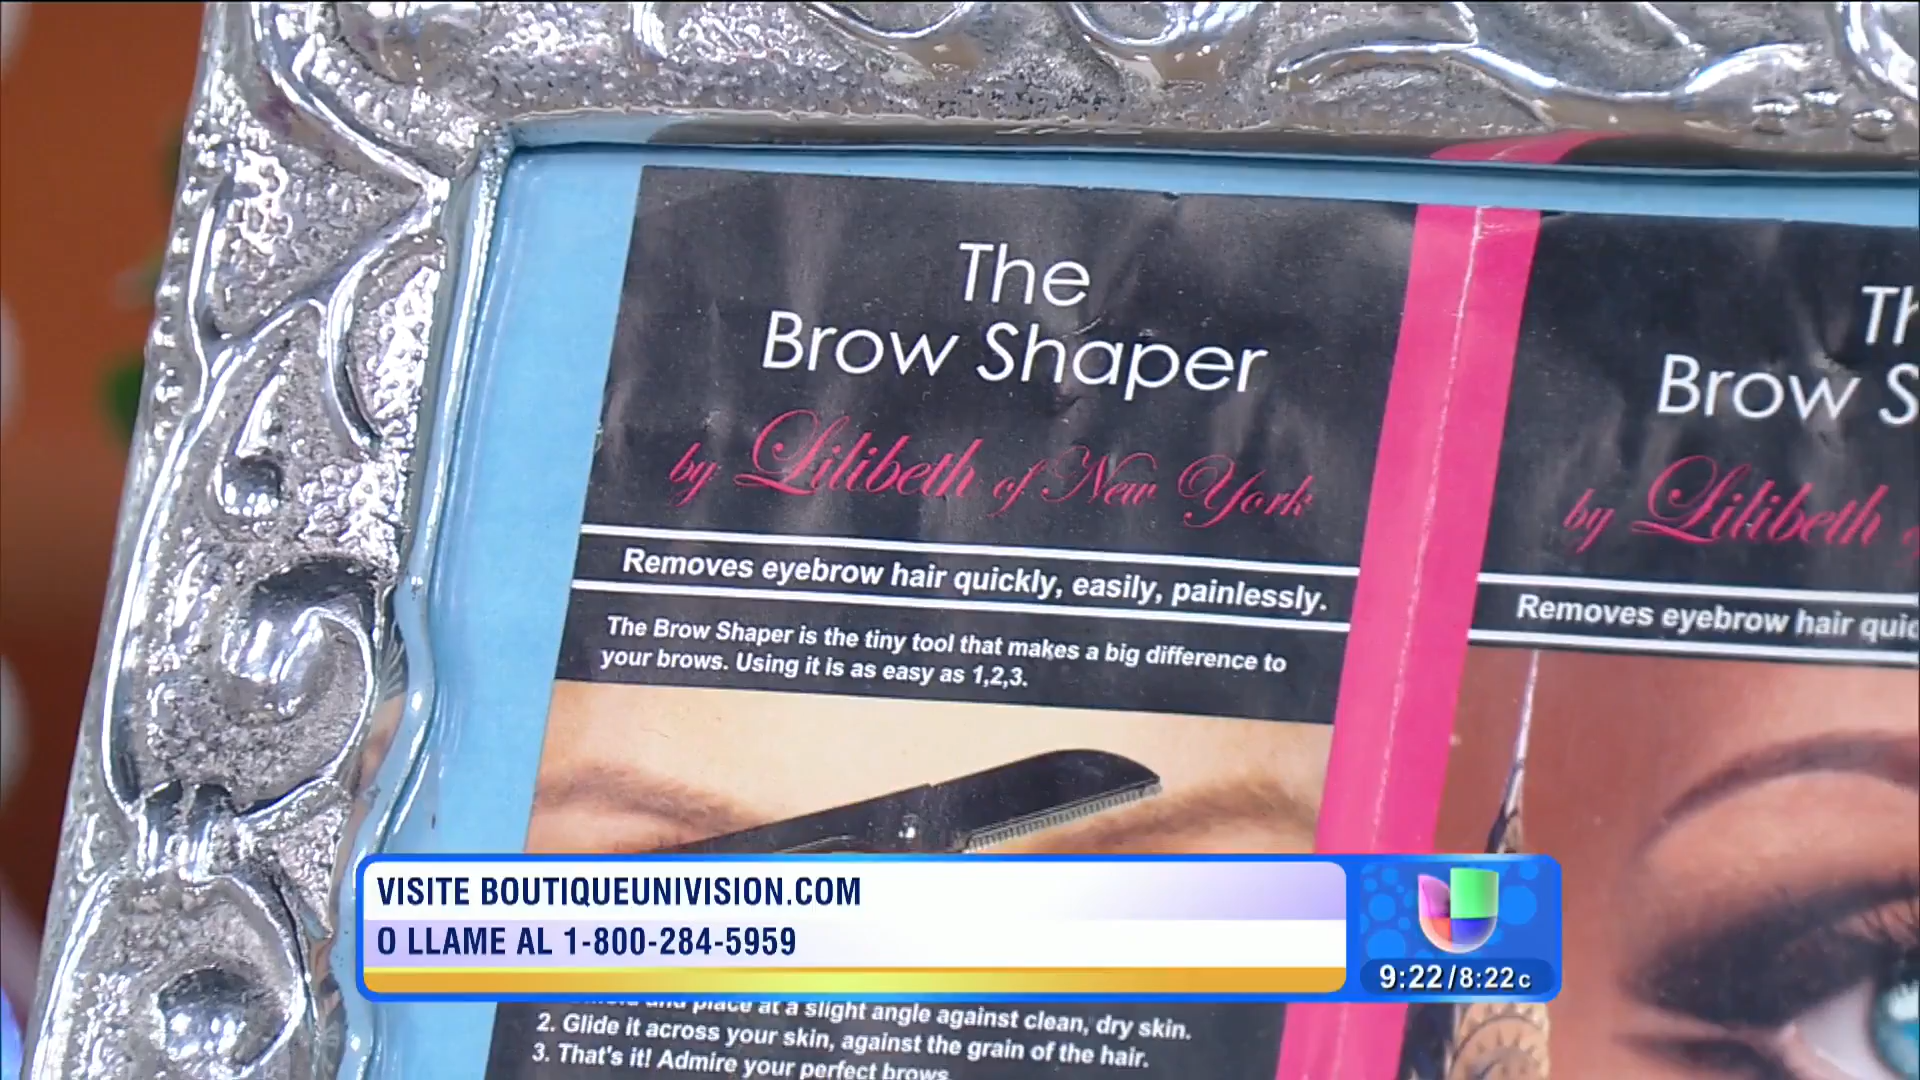 The
Brow Shaper
by Lilibeth of New York
Removes eyebrow hair quickly, easily, painlessly.
The Brow Shaper is the tiny tool that makes a big difference to
your brows. Using it is as easy as 1,2,3.
and place at a slight angle against clean, dry skin.
2. Glide it across your skin, against the grain of the hair.
3. That's it! Admire your perfect brows
Brow
by Lilibeth
Removes eyebrow hair
VISITE BOUTIQUEUNIVISION.COM
O LLAME AL 1-800-284-5959
9:22/8:22c